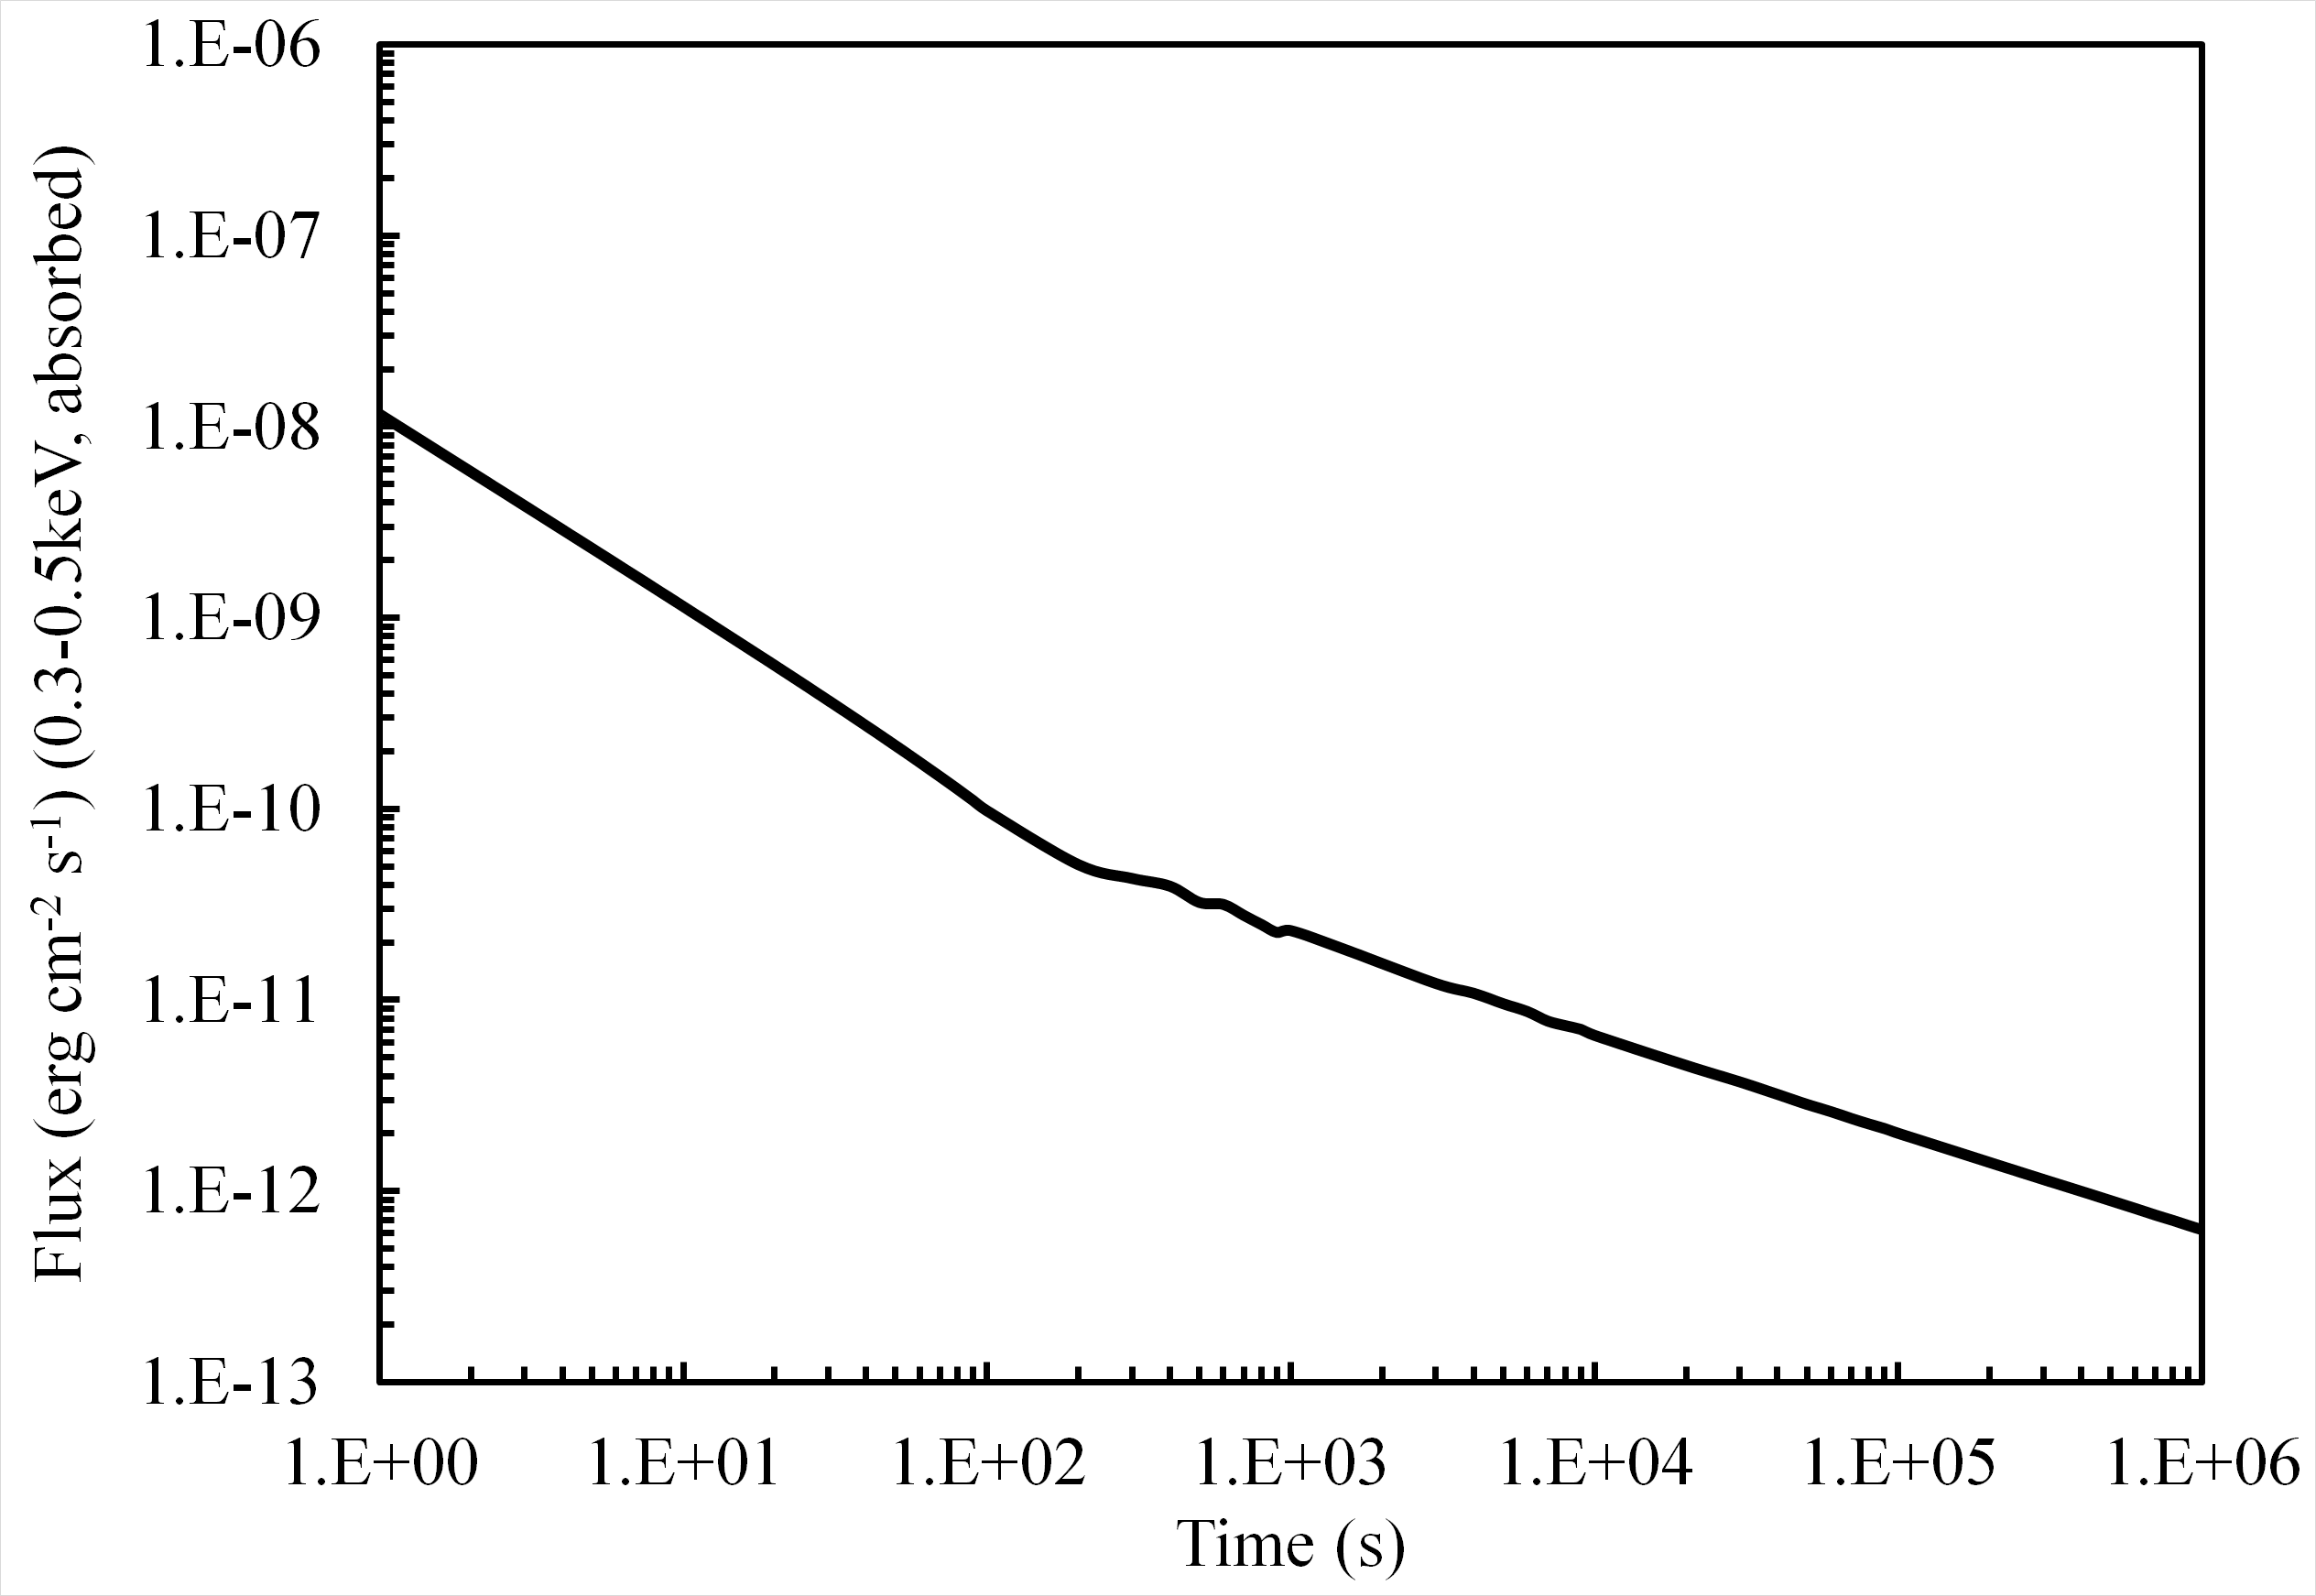 Flux (erg cm-2 s-1) (0.3-0.5keV, absorbed)
1.E-06
1.E-07
1.E-08
1.E-09
1.E-10
1.E-11
1.E-12
1.E-13
1.E+00 1.E+01 1.E+02 1.E+03 1.E+04 1.E+05 1.E+06
Time (s)